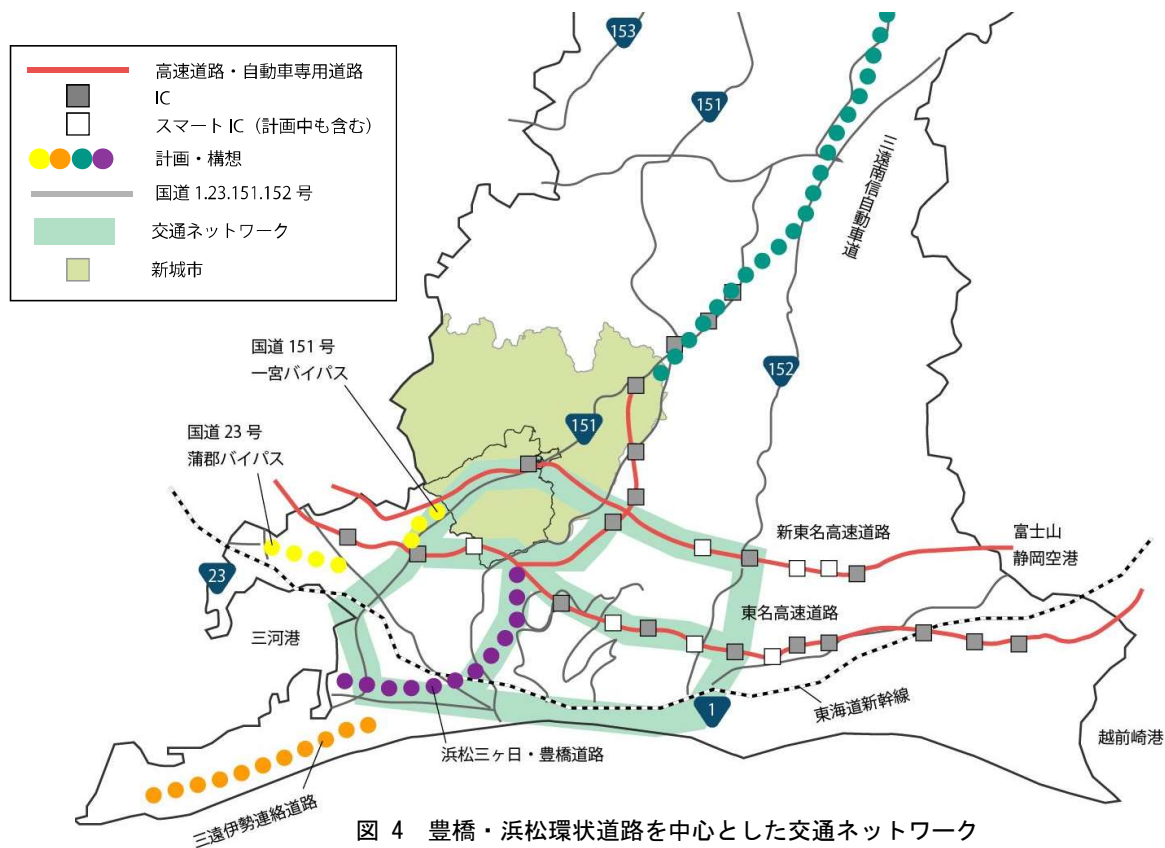 高速道路・自動車専用道路
IC
スマート IC（計画中も含む）
計画・構想
国道 1.23.151.152 号
交通ネットワーク
新城市
153
151
三遠南信自動車道
国道 151 号
一宮バイパス
152
151
国道 23 号
蒲郡バイパス
新東名高速道路
富士山
静岡空港
23
東名高速道路
三河港
1
東海道新幹線
浜松三ヶ日・豊橋道路
越前崎港
三遠伊勢連絡道路
図 4 豊橋・浜松環状道路を中心とした交通ネットワーク